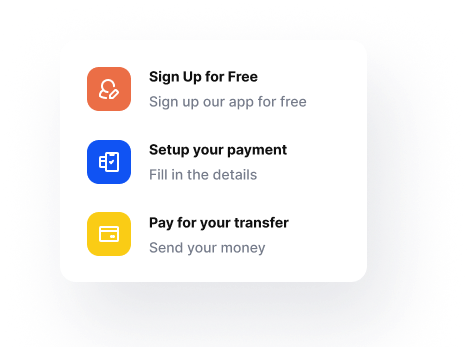 Sign Up for Free
Sign up our app for free
Setup your payment
Fill in the details
Pay for your transfer
Send your money